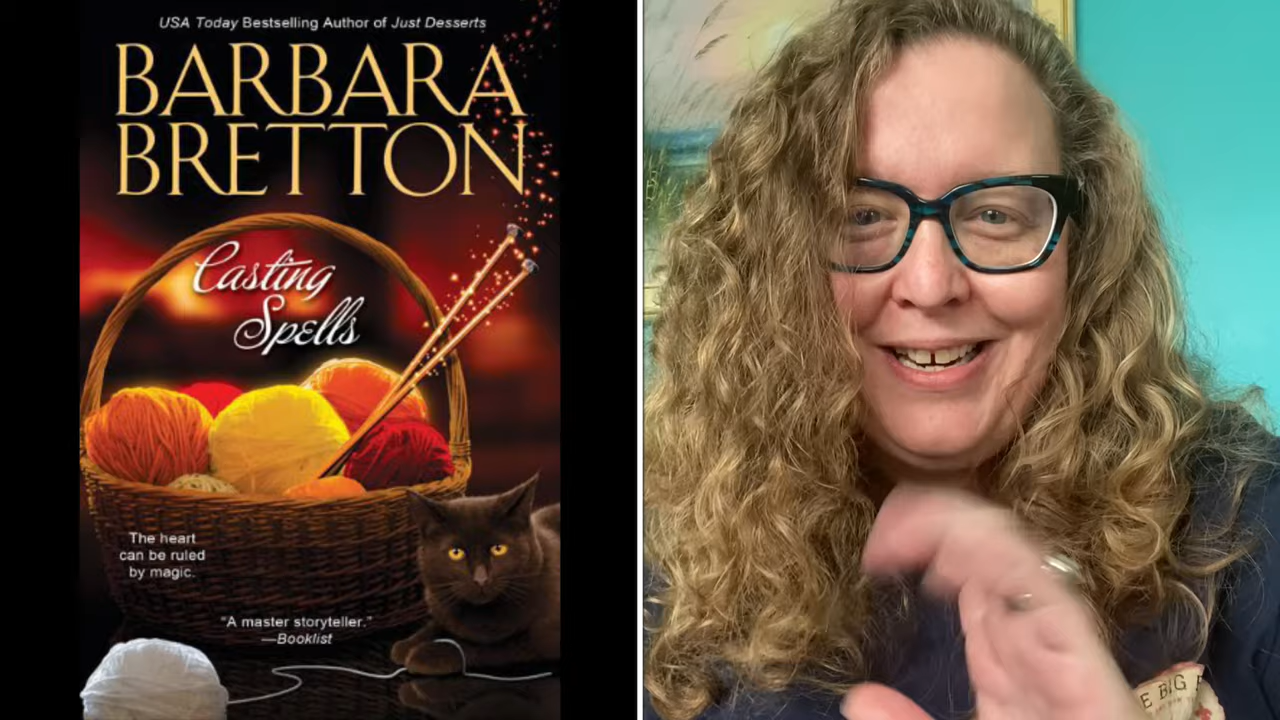 USA Today Bestselling Author of Just Desserts
BARBARA
BRETTON
Casting
Spells
The heart
can be ruled
by magic.
"A master storyteller."
—Booklist
E BIG